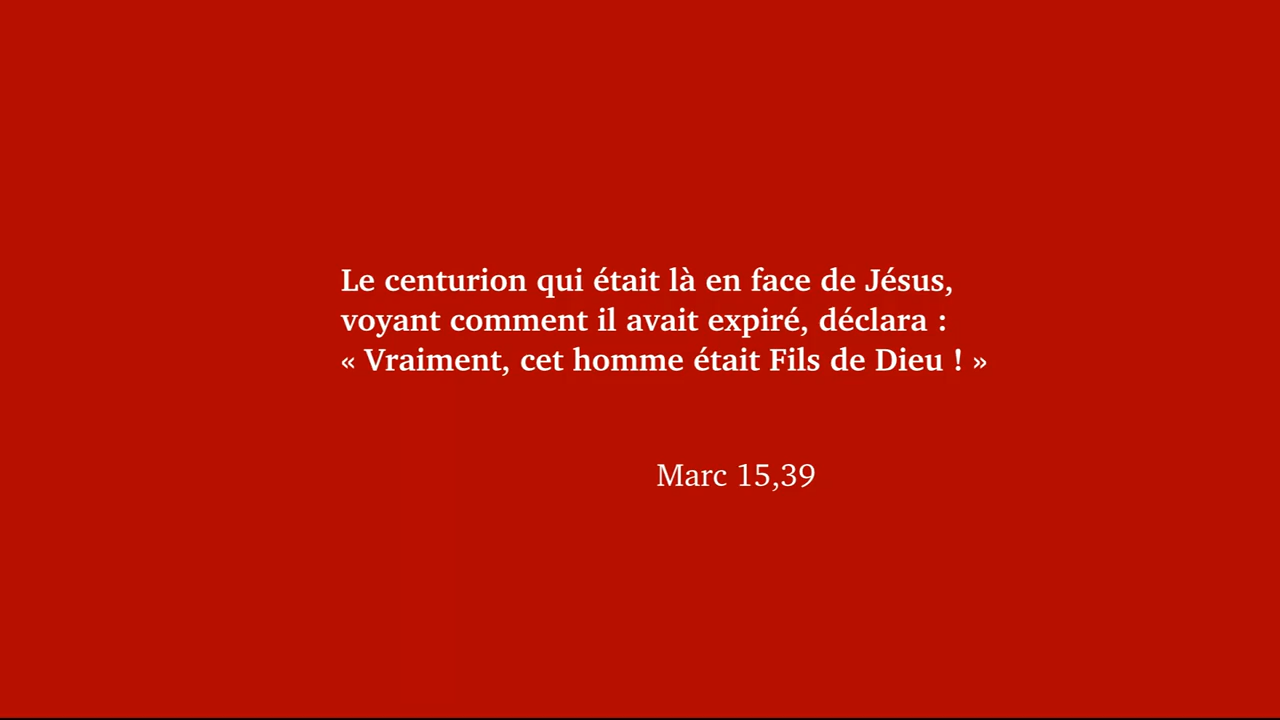 Le centurion qui était là en face de Jésus,
voyant comment il avait expiré, déclara :
« Vraiment, cet homme était Fils de Dieu ! »
Marc 15,39